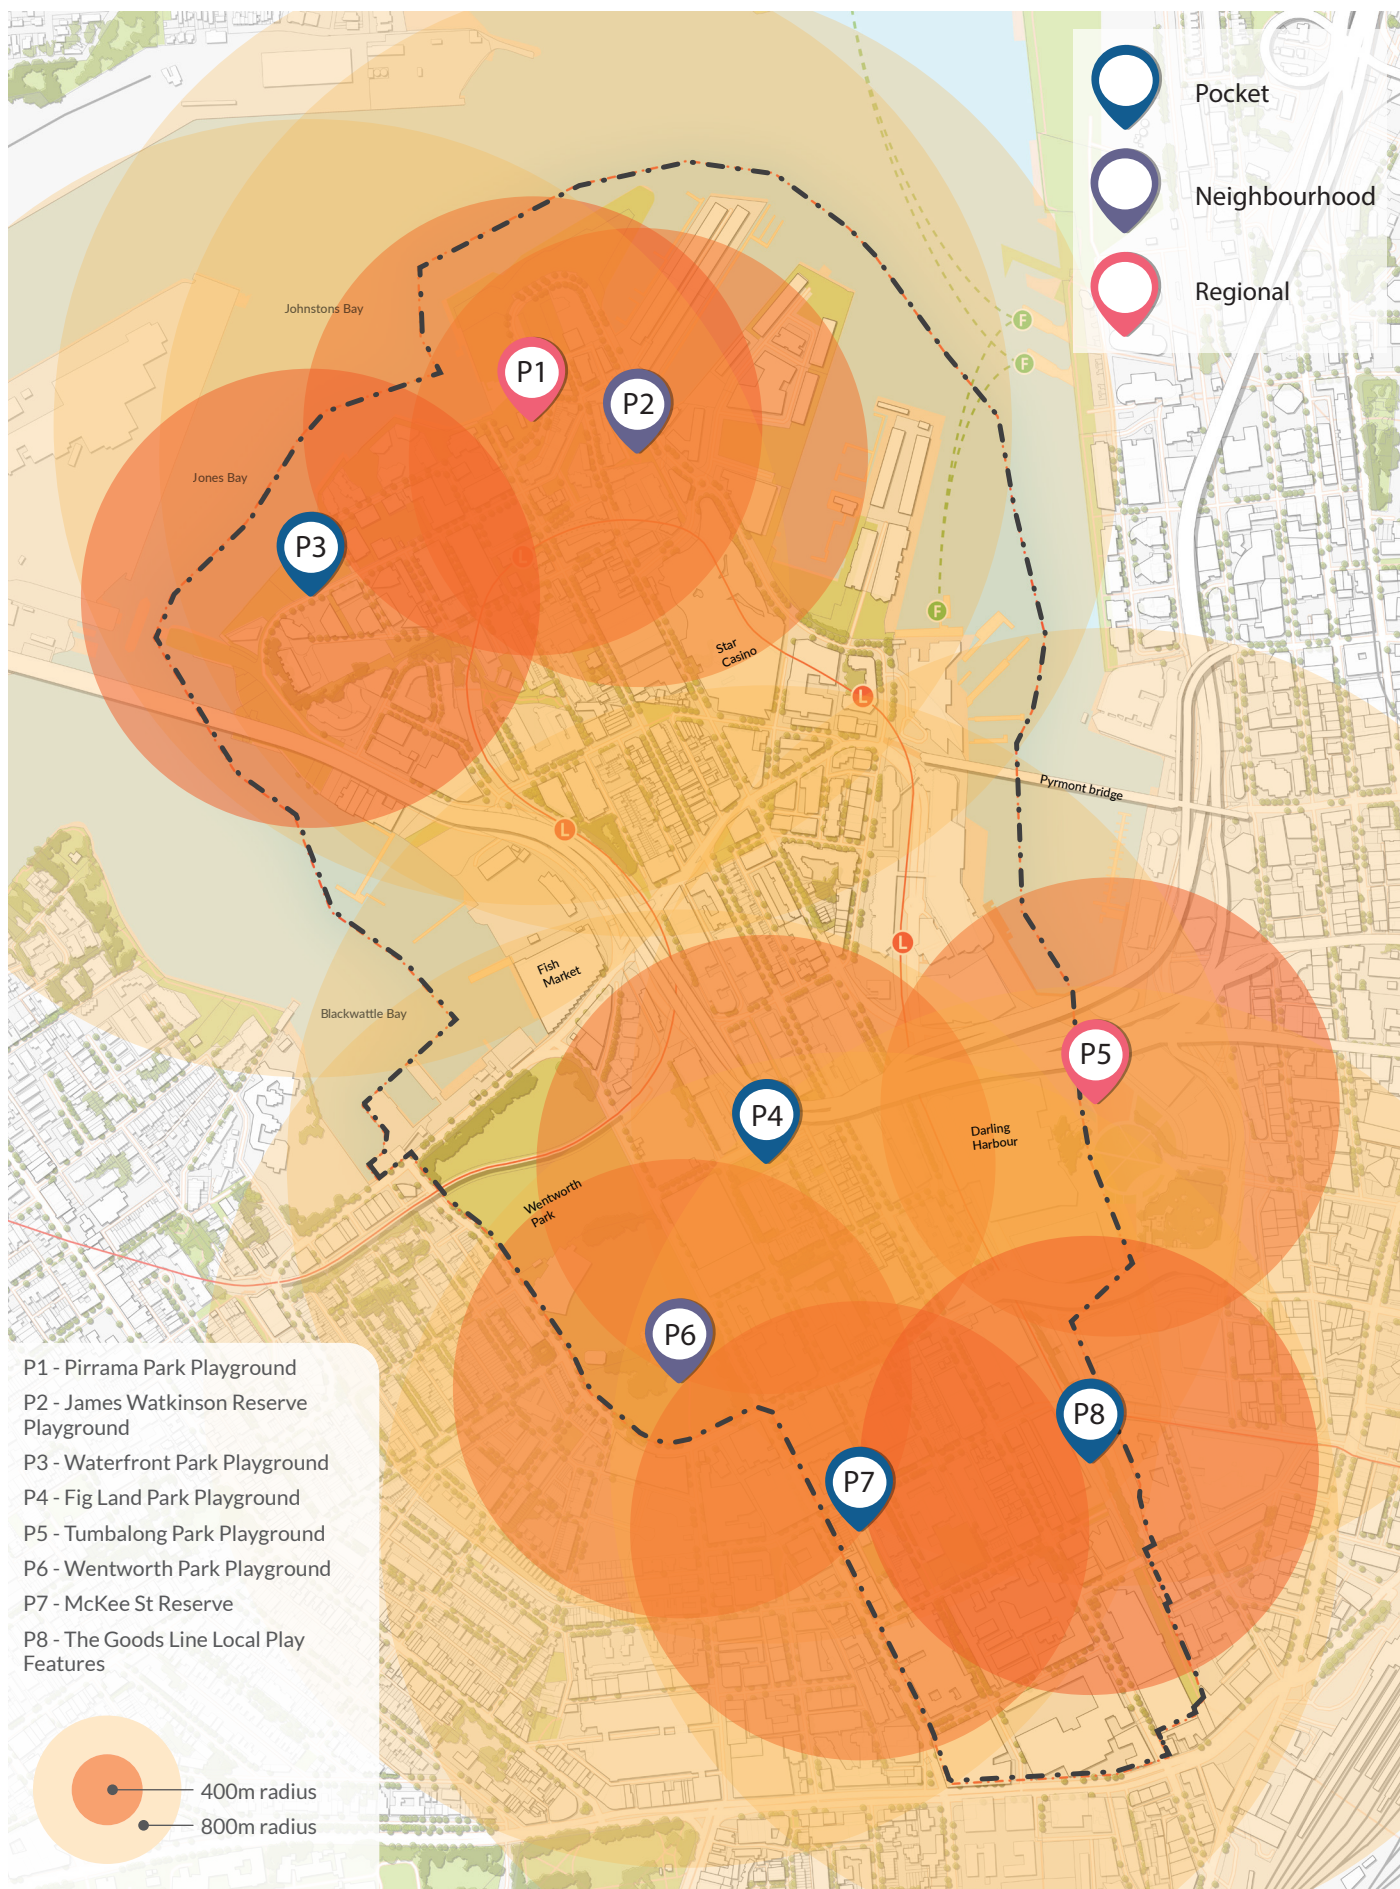 Pocket
Neighbourhood
Regional
Johnstons Bay
F
F
P1
P2
Jones Bay
P3
L
F
Star
Casino
L
Pyrmont bridge
L
L
Fish
Market
Blackwattle Bay
P5
P4
Darling
Harbour
Wentworth
Park
P6
P8
P7
P1 - Pirrama Park Playground
P2 - James Watkinson Reserve
Playground
P3 - Waterfront Park Playground
P4 - Fig Land Park Playground
P5 - Tumbalong Park Playground
P6 - Wentworth Park Playground
P7 - McKee St Reserve
P8 - The Goods Line Local Play
Features
400m radius
800m radius